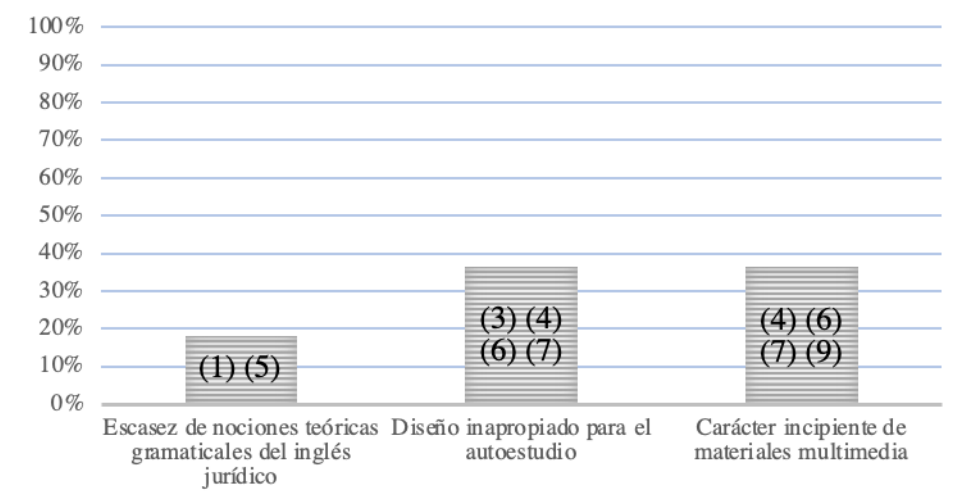 100%
90%
80%
70%
60%
50%
40%
30%
20%
10%
0%
(1) (5)
(3) (4)
(6) (7)
(4) (6)
(7) (9)
Escasez de nociones teóricas
gramaticales del inglés
jurídico
Diseño inapropiado para el
autoestudio
Carácter incipiente de
materiales multimedia